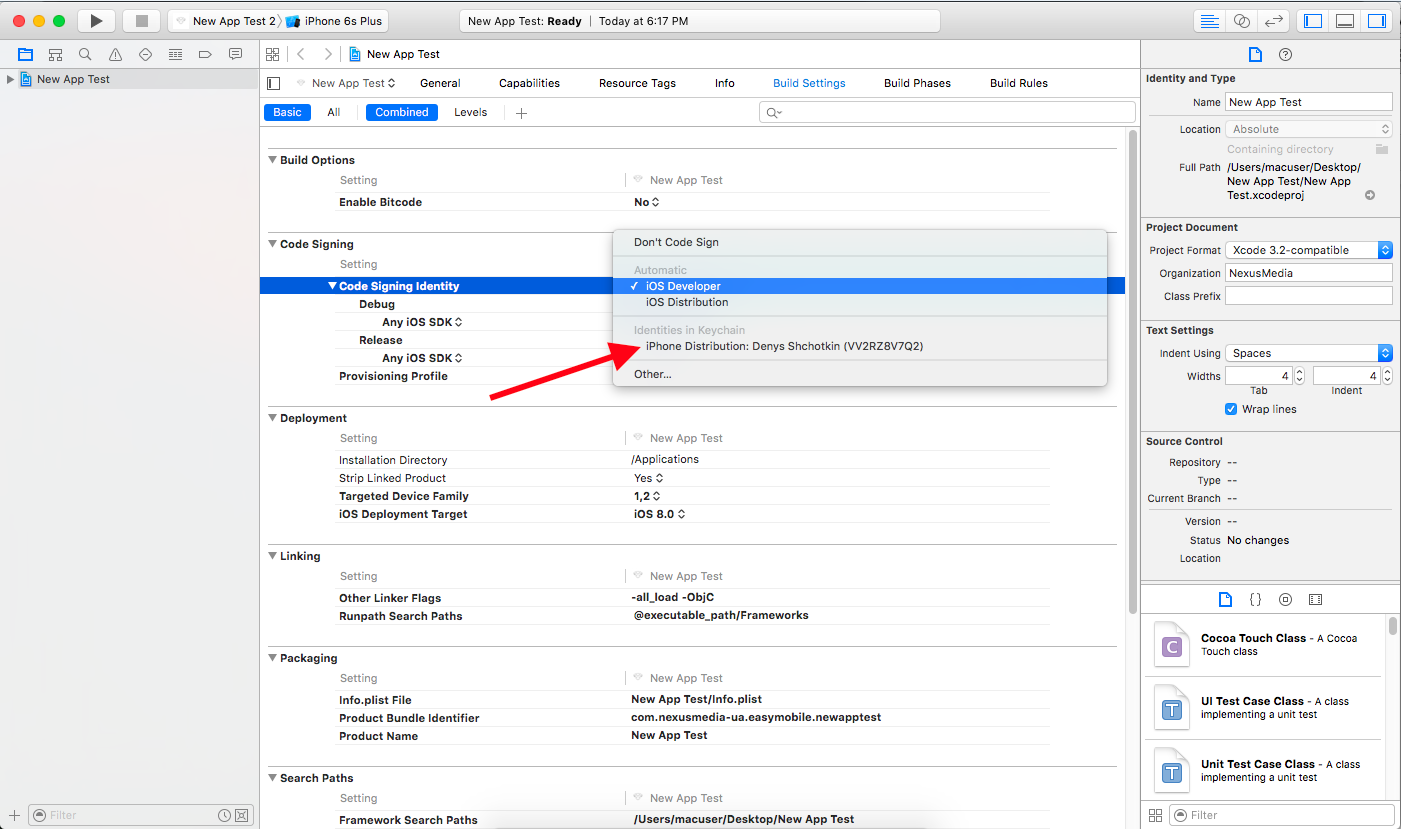 New App Test 2 iPhone 6s Plus
New App Test: Ready | Today at 6:17 PM
New App Test
New App Test
New App Test General Capabilities Resource Tags Info Build Settings Build Phases Build Rules
Basic All Combined Levels
Build Options
Setting New App Test
Enable Bitcode No
Code Signing
Setting
Code Signing Identity
Debug
Any iOS SDK
Release
Any iOS SDK
Provisioning Profile
Don't Code Sign
Automatic
✓ iOS Developer
iOS Distribution
Identities in Keychain
iPhone Distribution: Denys Shchotkin (VV2RZ8V7Q2)
Other...
Deployment
Setting New App Test
Installation Directory /Applications
Strip Linked Product Yes
Targeted Device Family 1,2
iOS Deployment Target iOS 8.0
Linking
Setting New App Test
Other Linker Flags -all_load -ObjC
Runpath Search Paths @executable_path/Frameworks
Packaging
Setting New App Test
Info.plist File New App Test/Info.plist
Product Bundle Identifier com.nexusmedia-ua.easymobile.newapptest
Product Name New App Test
Search Paths
Setting New App Test
Framework Search Paths /Users/macuser/Desktop/New App Test
Filter
Identity and Type
Name New App Test
Location Absolute
Containing directory
Full Path /Users/macuser/Desktop/
New App Test/New App
Test.xcodeproj
Project Document
Project Format Xcode 3.2-compatible
Organization NexusMedia
Class Prefix
Text Settings
Indent Using Spaces
Widths 4 4
Tab Indent
Wrap lines
Source Control
Repository --
Type --
Current Branch --
Version --
Status No changes
Location
{ }
C
Cocoa Touch Class - A Cocoa
Touch class
T
UI Test Case Class - A class
implementing a unit test
T
Unit Test Case Class - A class
implementing a unit test
Filter